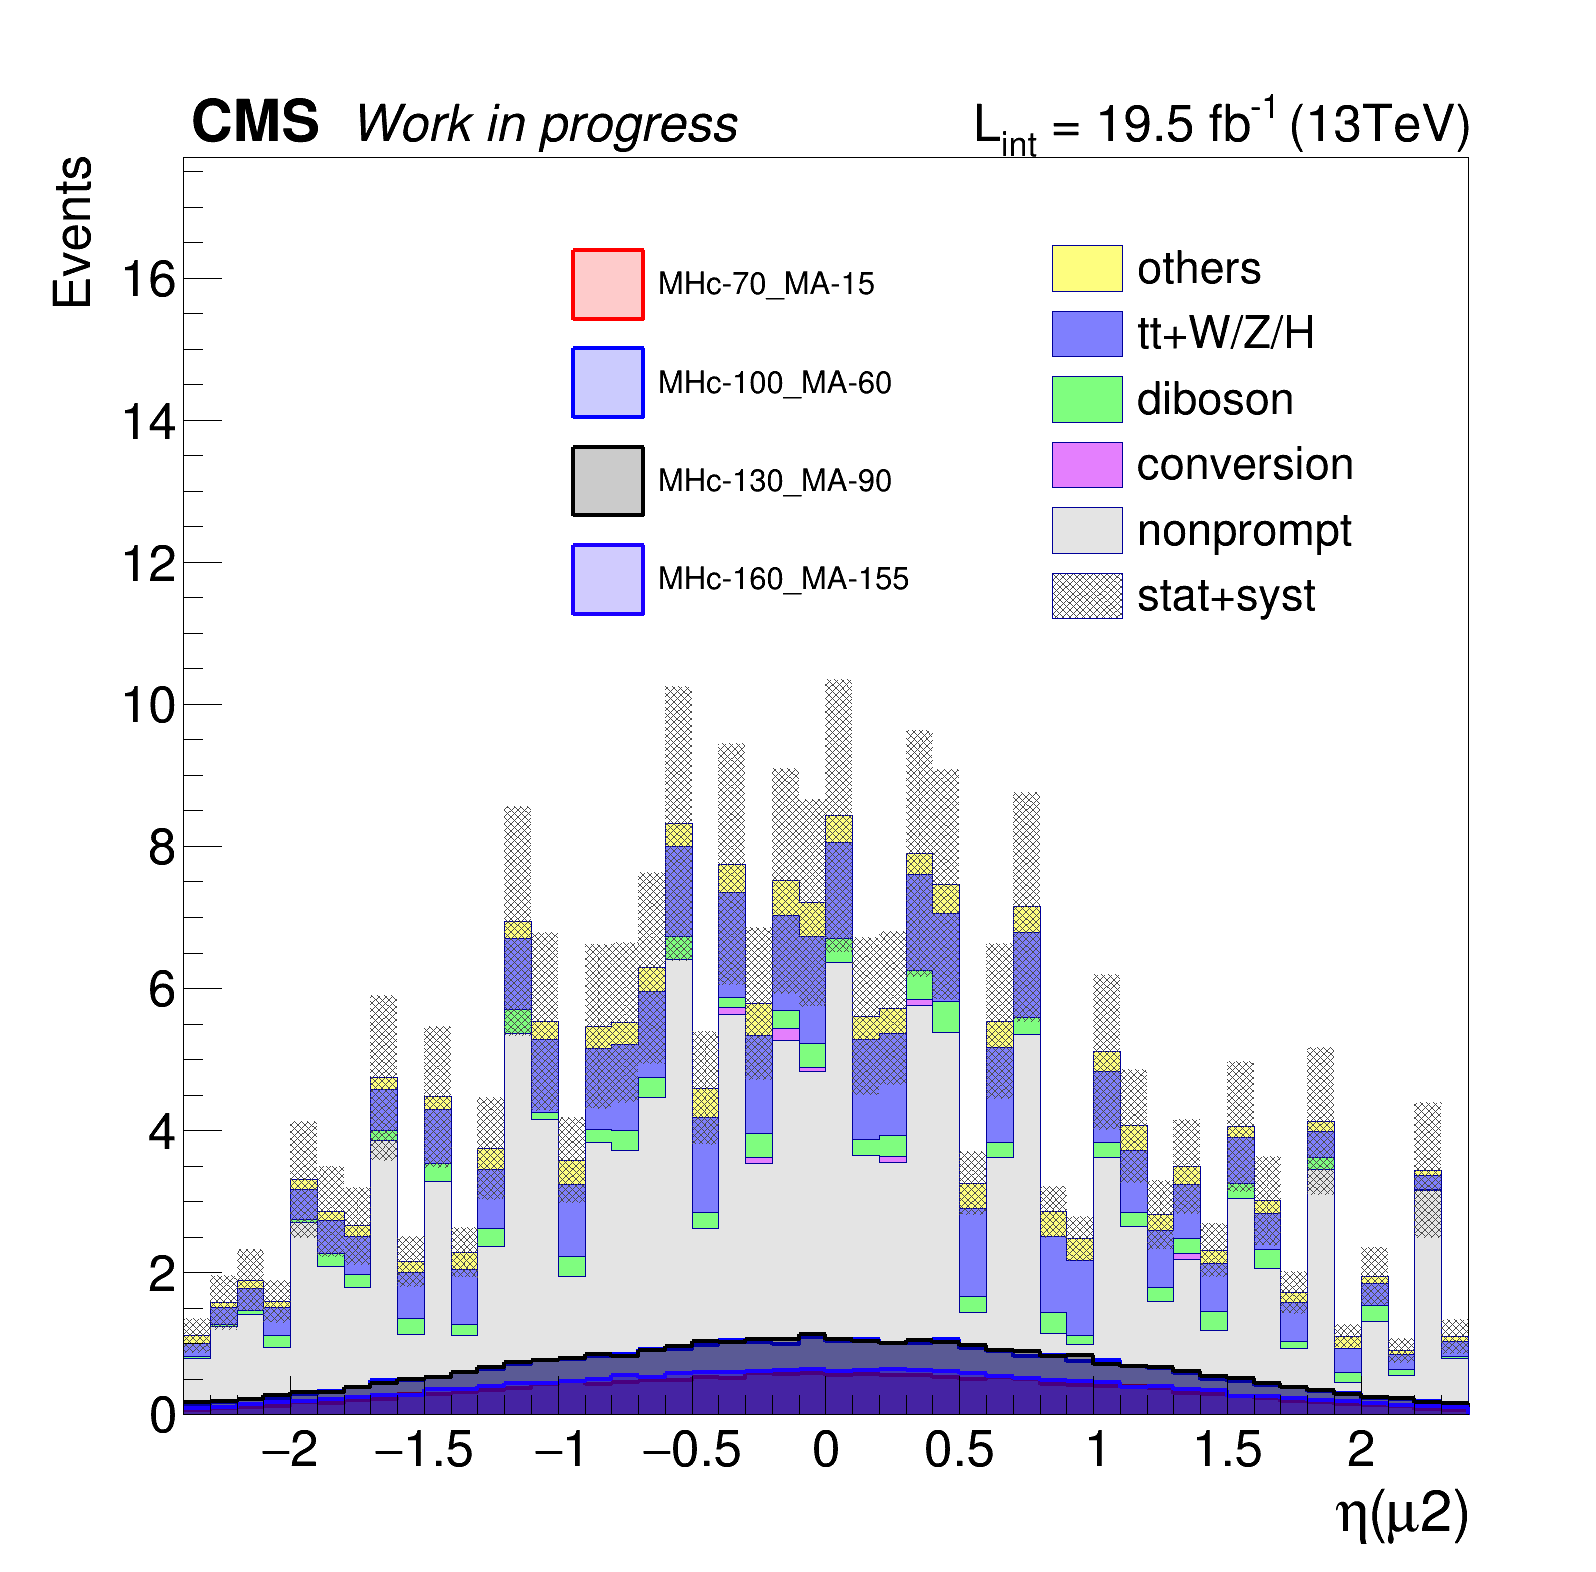 CMS Work in progress
L_int = 19.5 fb^-1 (13TeV)
Events
16
14
12
10
8
6
4
2
0
MHc-70_MA-15
MHc-100_MA-60
MHc-130_MA-90
MHc-160_MA-155
others
tt+W/Z/H
diboson
conversion
nonprompt
stat+syst
−2 −1.5 −1 −0.5 0 0.5 1 1.5 2
η(μ2)